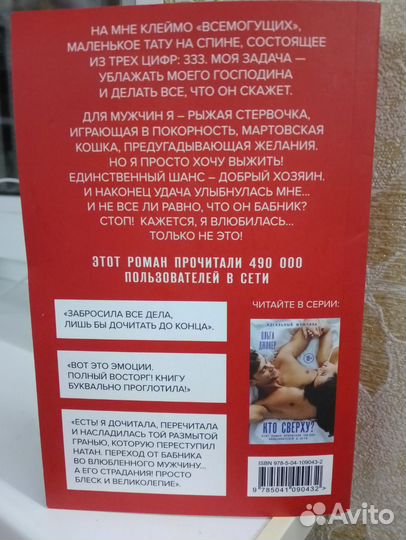 НА МНЕ КЛЕЙМО «ВСЕМОГУЩИХ»,
МАЛЕНЬКОЕ ТАТУ НА СПИНЕ, СОСТОЯЩЕЕ
ИЗ ТРЕХ ЦИФР: 333. МОЯ ЗАДАЧА —
УБЛАЖАТЬ МОЕГО ГОСПОДИНА
И ДЕЛАТЬ ВСЕ, ЧТО ОН СКАЖЕТ.
ДЛЯ МУЖЧИН Я – РЫЖАЯ СТЕРВОЧКА,
ИГРАЮЩАЯ В ПОКОРНОСТЬ, МАРТОВСКАЯ
КОШКА, ПРЕДУГАДЫВАЮЩАЯ ЖЕЛАНИЯ.
НО Я ПРОСТО ХОЧУ ВЫЖИТЬ!
ЕДИНСТВЕННЫЙ ШАНС – ДОБРЫЙ ХОЗЯИН.
И НАКОНЕЦ УДАЧА УЛЫБНУЛАСЬ МНЕ...
И НЕ ВСЕ ЛИ РАВНО, ЧТО ОН БАБНИК?
СТОП! КАЖЕТСЯ, Я ВЛЮБИЛАСЬ...
ТОЛЬКО НЕ ЭТО!
ЭТОТ РОМАН ПРОЧИТАЛИ 490 000
ПОЛЬЗОВАТЕЛЕЙ В СЕТИ
«ЗАБРОСИЛА ВСЕ ДЕЛА,
ЛИШЬ БЫ ДОЧИТАТЬ ДО КОНЦА».
«ВОТ ЭТО ЭМОЦИИ.
ПОЛНЫЙ ВОСТОРГ! КНИГУ
БУКВАЛЬНО ПРОГЛОТИЛА!»
«ЕСТЬ! Я ДОЧИТАЛА, ПЕРЕЧИТАЛА
И НАСЛАДИЛАСЬ ТОЙ РАЗМЫТОЙ
ГРАНЬЮ, КОТОРУЮ ПЕРЕСТУПИЛ
НАТАН. ПЕРЕХОД ОТ БАБНИКА
ВО ВЛЮБЛЕННОГО МУЖЧИНУ...
А ЕГО СТРАДАНИЯ! ПРОСТО
БЛЕСК И ВЕЛИКОЛЕПИЕ».
ЧИТАЙТЕ В СЕРИИ:
КТО СВЕРХУ?
ISBN 978-5-04-109043-2
9 785041 090432 >
Avito